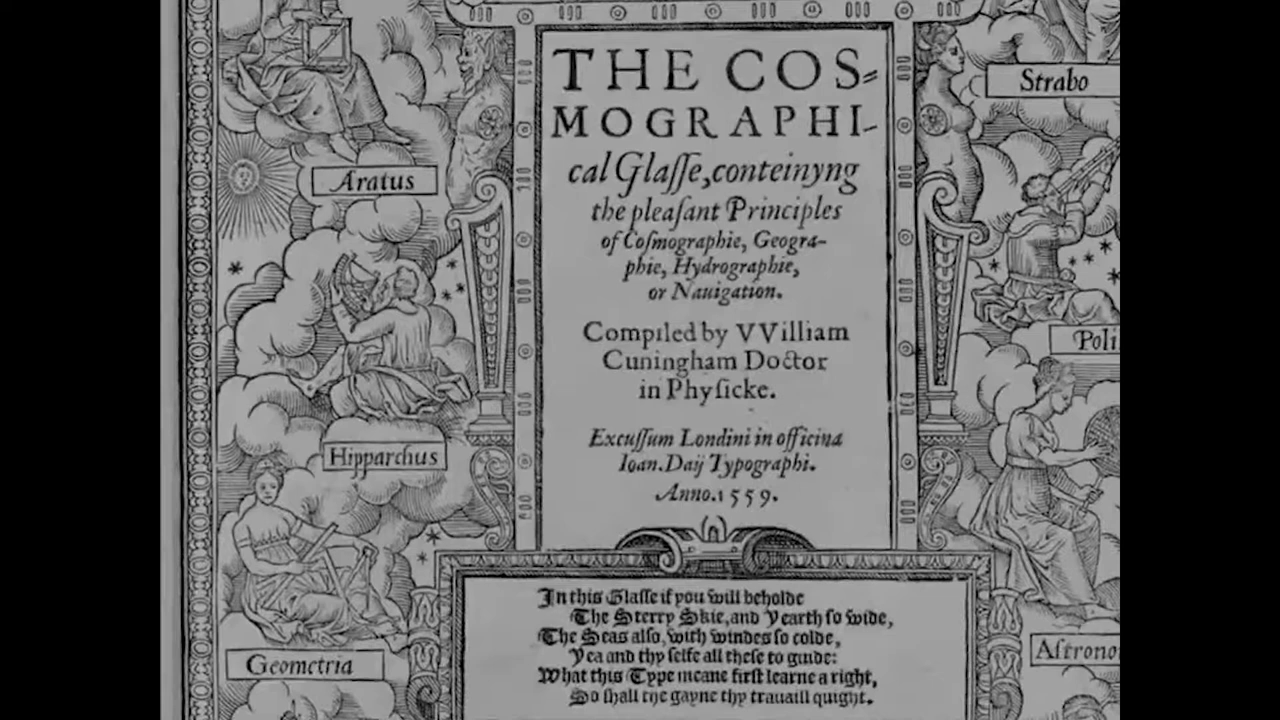 THE COS=
MOGRAPHI-
cal Glaſſe, conteinyng
the pleaſant Principles
of Coſmographie, Geogra-
phie, Hydrographie,
or Nauigation.
Compiled by VVilliam
Cuningham Doctor
in Phyſicke.
Excuſſum Londini in officina
Ioan. Daij Typographi.
Anno. 1559.
In this Glaſſe if you will beholde
The Sterry Skie, and Yearth ſo wide,
The Seas alſo, with windes ſo colde,
Yea and thy ſelfe all theſe to guide:
What this Type meane firſt learne a right,
So ſhall the gayne thy trauaill quight.
Aratus
Hipparchus
Geometria
Strabo
Poli
Aſtrono